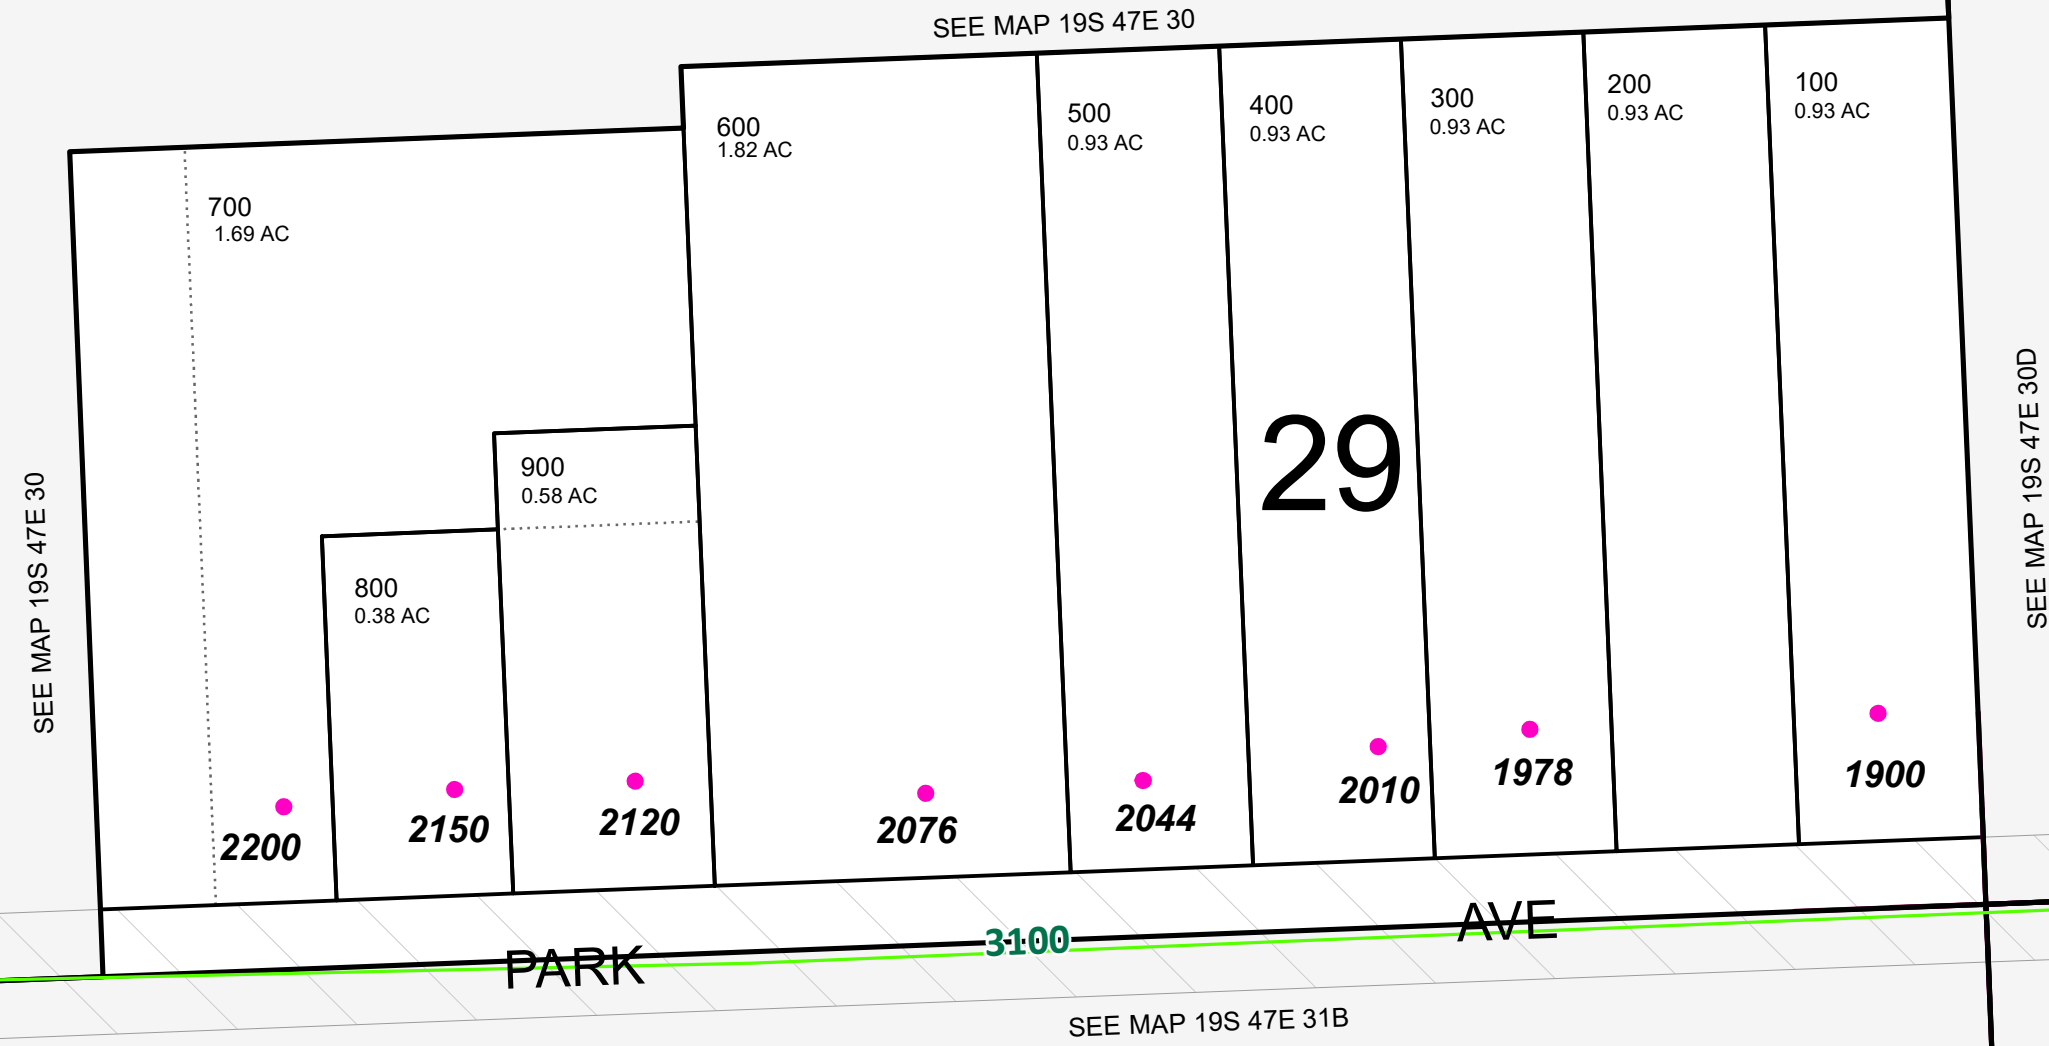 SEE MAP 19S 47E 30
100
0.93 AC
200
0.93 AC
300
0.93 AC
400
0.93 AC
500
0.93 AC
600
1.82 AC
700
1.69 AC
29
900
0.58 AC
800
0.38 AC
SEE MAP 19S 47E 30
SEE MAP 19S 47E 30D
2200
2150
2120
2076
2044
2010
1978
1900
PARK
3100
AVE
SEE MAP 19S 47E 31B